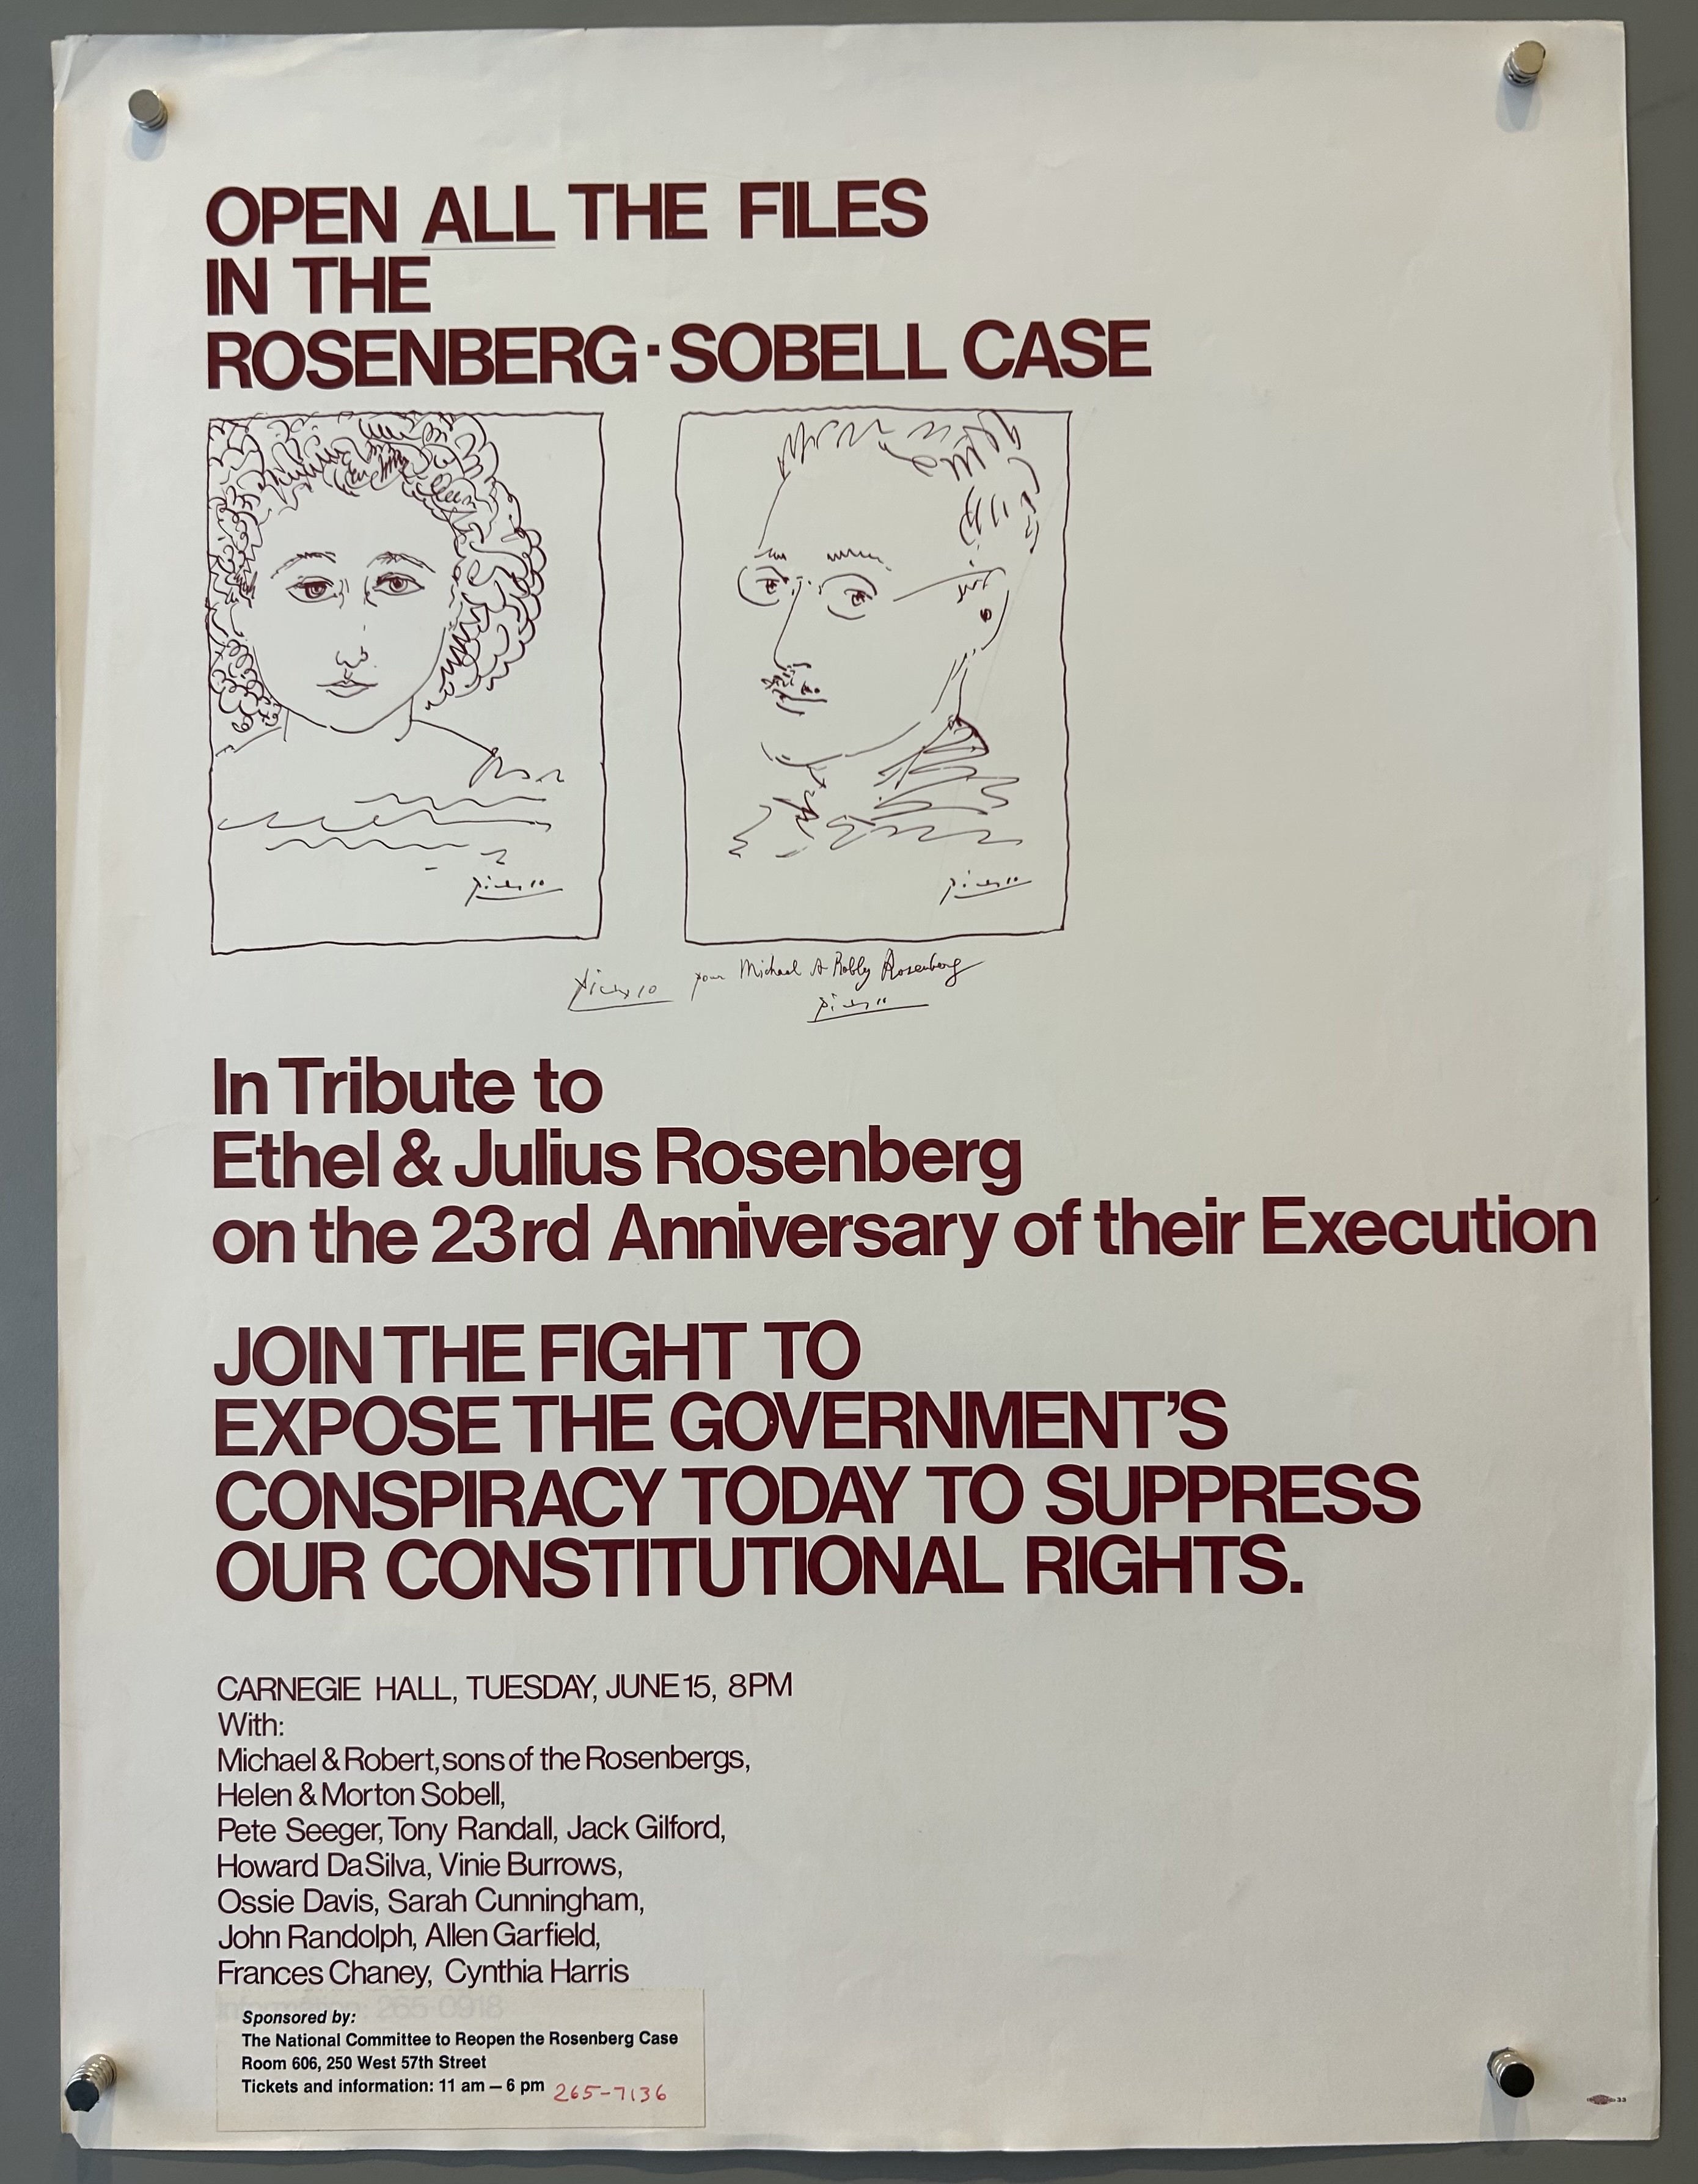 OPEN ALL THE FILES
IN THE
ROSENBERG·SOBELL CASE
Picasso
Picasso
Picasso
pour Michael & Robby Rosenberg
Picasso
In Tribute to
Ethel & Julius Rosenberg
on the 23rd Anniversary of their Execution
JOIN THE FIGHT TO
EXPOSE THE GOVERNMENT'S
CONSPIRACY TODAY TO SUPPRESS
OUR CONSTITUTIONAL RIGHTS.
CARNEGIE HALL, TUESDAY, JUNE 15, 8PM
With:
Michael & Robert, sons of the Rosenbergs,
Helen & Morton Sobell,
Pete Seeger, Tony Randall, Jack Gilford,
Howard DaSilva, Vinie Burrows,
Ossie Davis, Sarah Cunningham,
John Randolph, Allen Garfield,
Frances Chaney, Cynthia Harris
Information: 265-0918
Sponsored by:
The National Committee to Reopen the Rosenberg Case
Room 606, 250 West 57th Street
Tickets and information: 11 am — 6 pm 265-7136